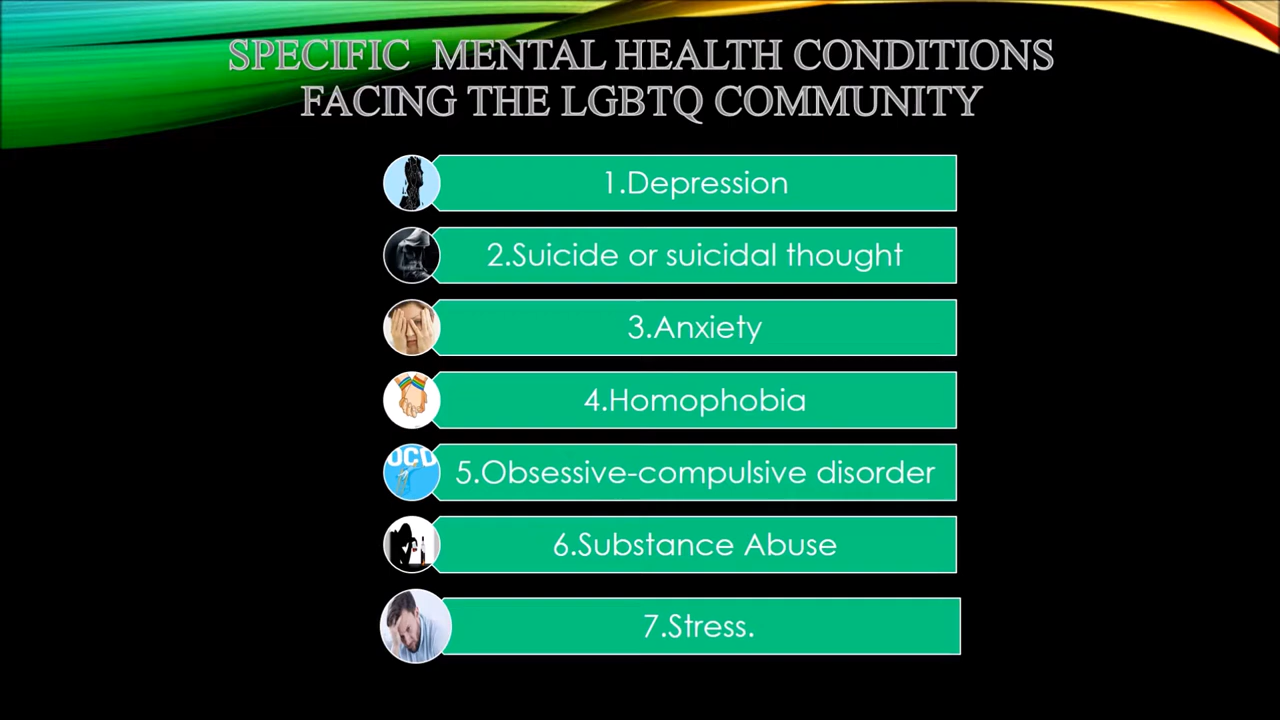 SPECIFIC MENTAL HEALTH CONDITIONS
FACING THE LGBTQ COMMUNITY
1.Depression
2.Suicide or suicidal thought
3.Anxiety
4.Homophobia
OCD
5.Obsessive-compulsive disorder
6.Substance Abuse
7.Stress.